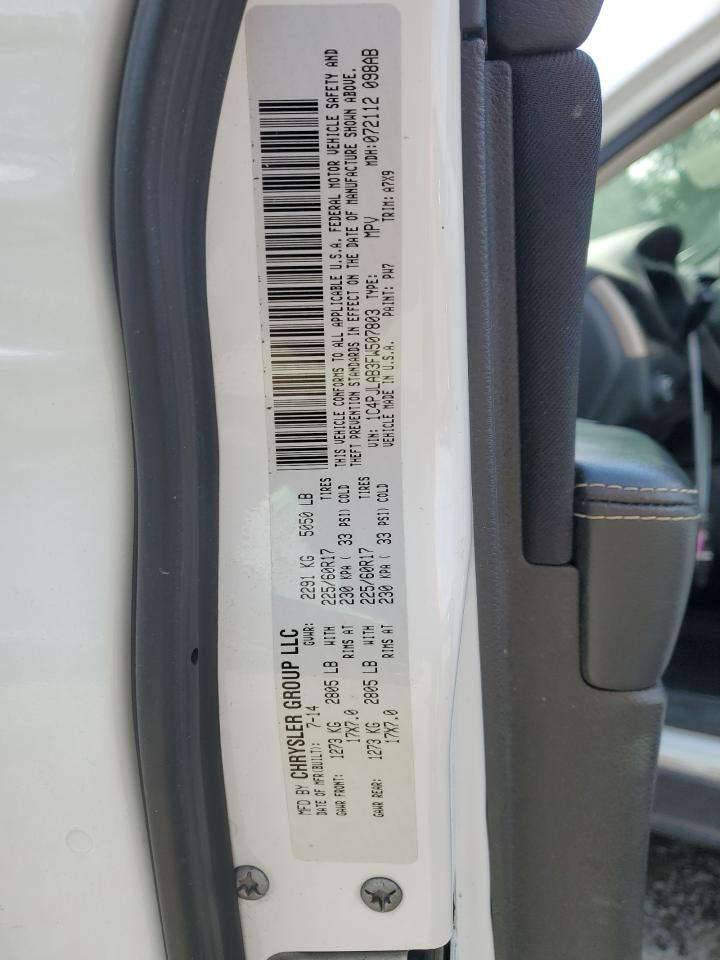 MFD BY CHRYSLER GROUP LLC
DATE OF MFR(BUILT): 7-14 GVWR: 2291 KG 5050 LB
GAWR FRONT: 1273 KG 2805 LB WITH 225/60R17 TIRES
17X7.0 RIMS AT 230 KPA ( 33 PSI) COLD
GAWR REAR: 1273 KG 2805 LB WITH 225/60R17 TIRES
17X7.0 RIMS AT 230 KPA ( 33 PSI) COLD
THIS VEHICLE CONFORMS TO ALL APPLICABLE U.S.A. FEDERAL MOTOR VEHICLE SAFETY AND
THEFT PREVENTION STANDARDS IN EFFECT ON THE DATE OF MANUFACTURE SHOWN ABOVE.
VIN: 1C4PJLAB3FW507803 TYPE: MPV MDH:072112 098AB
VEHICLE MADE IN U.S.A. PAINT: PW7 TRIM: A7X9